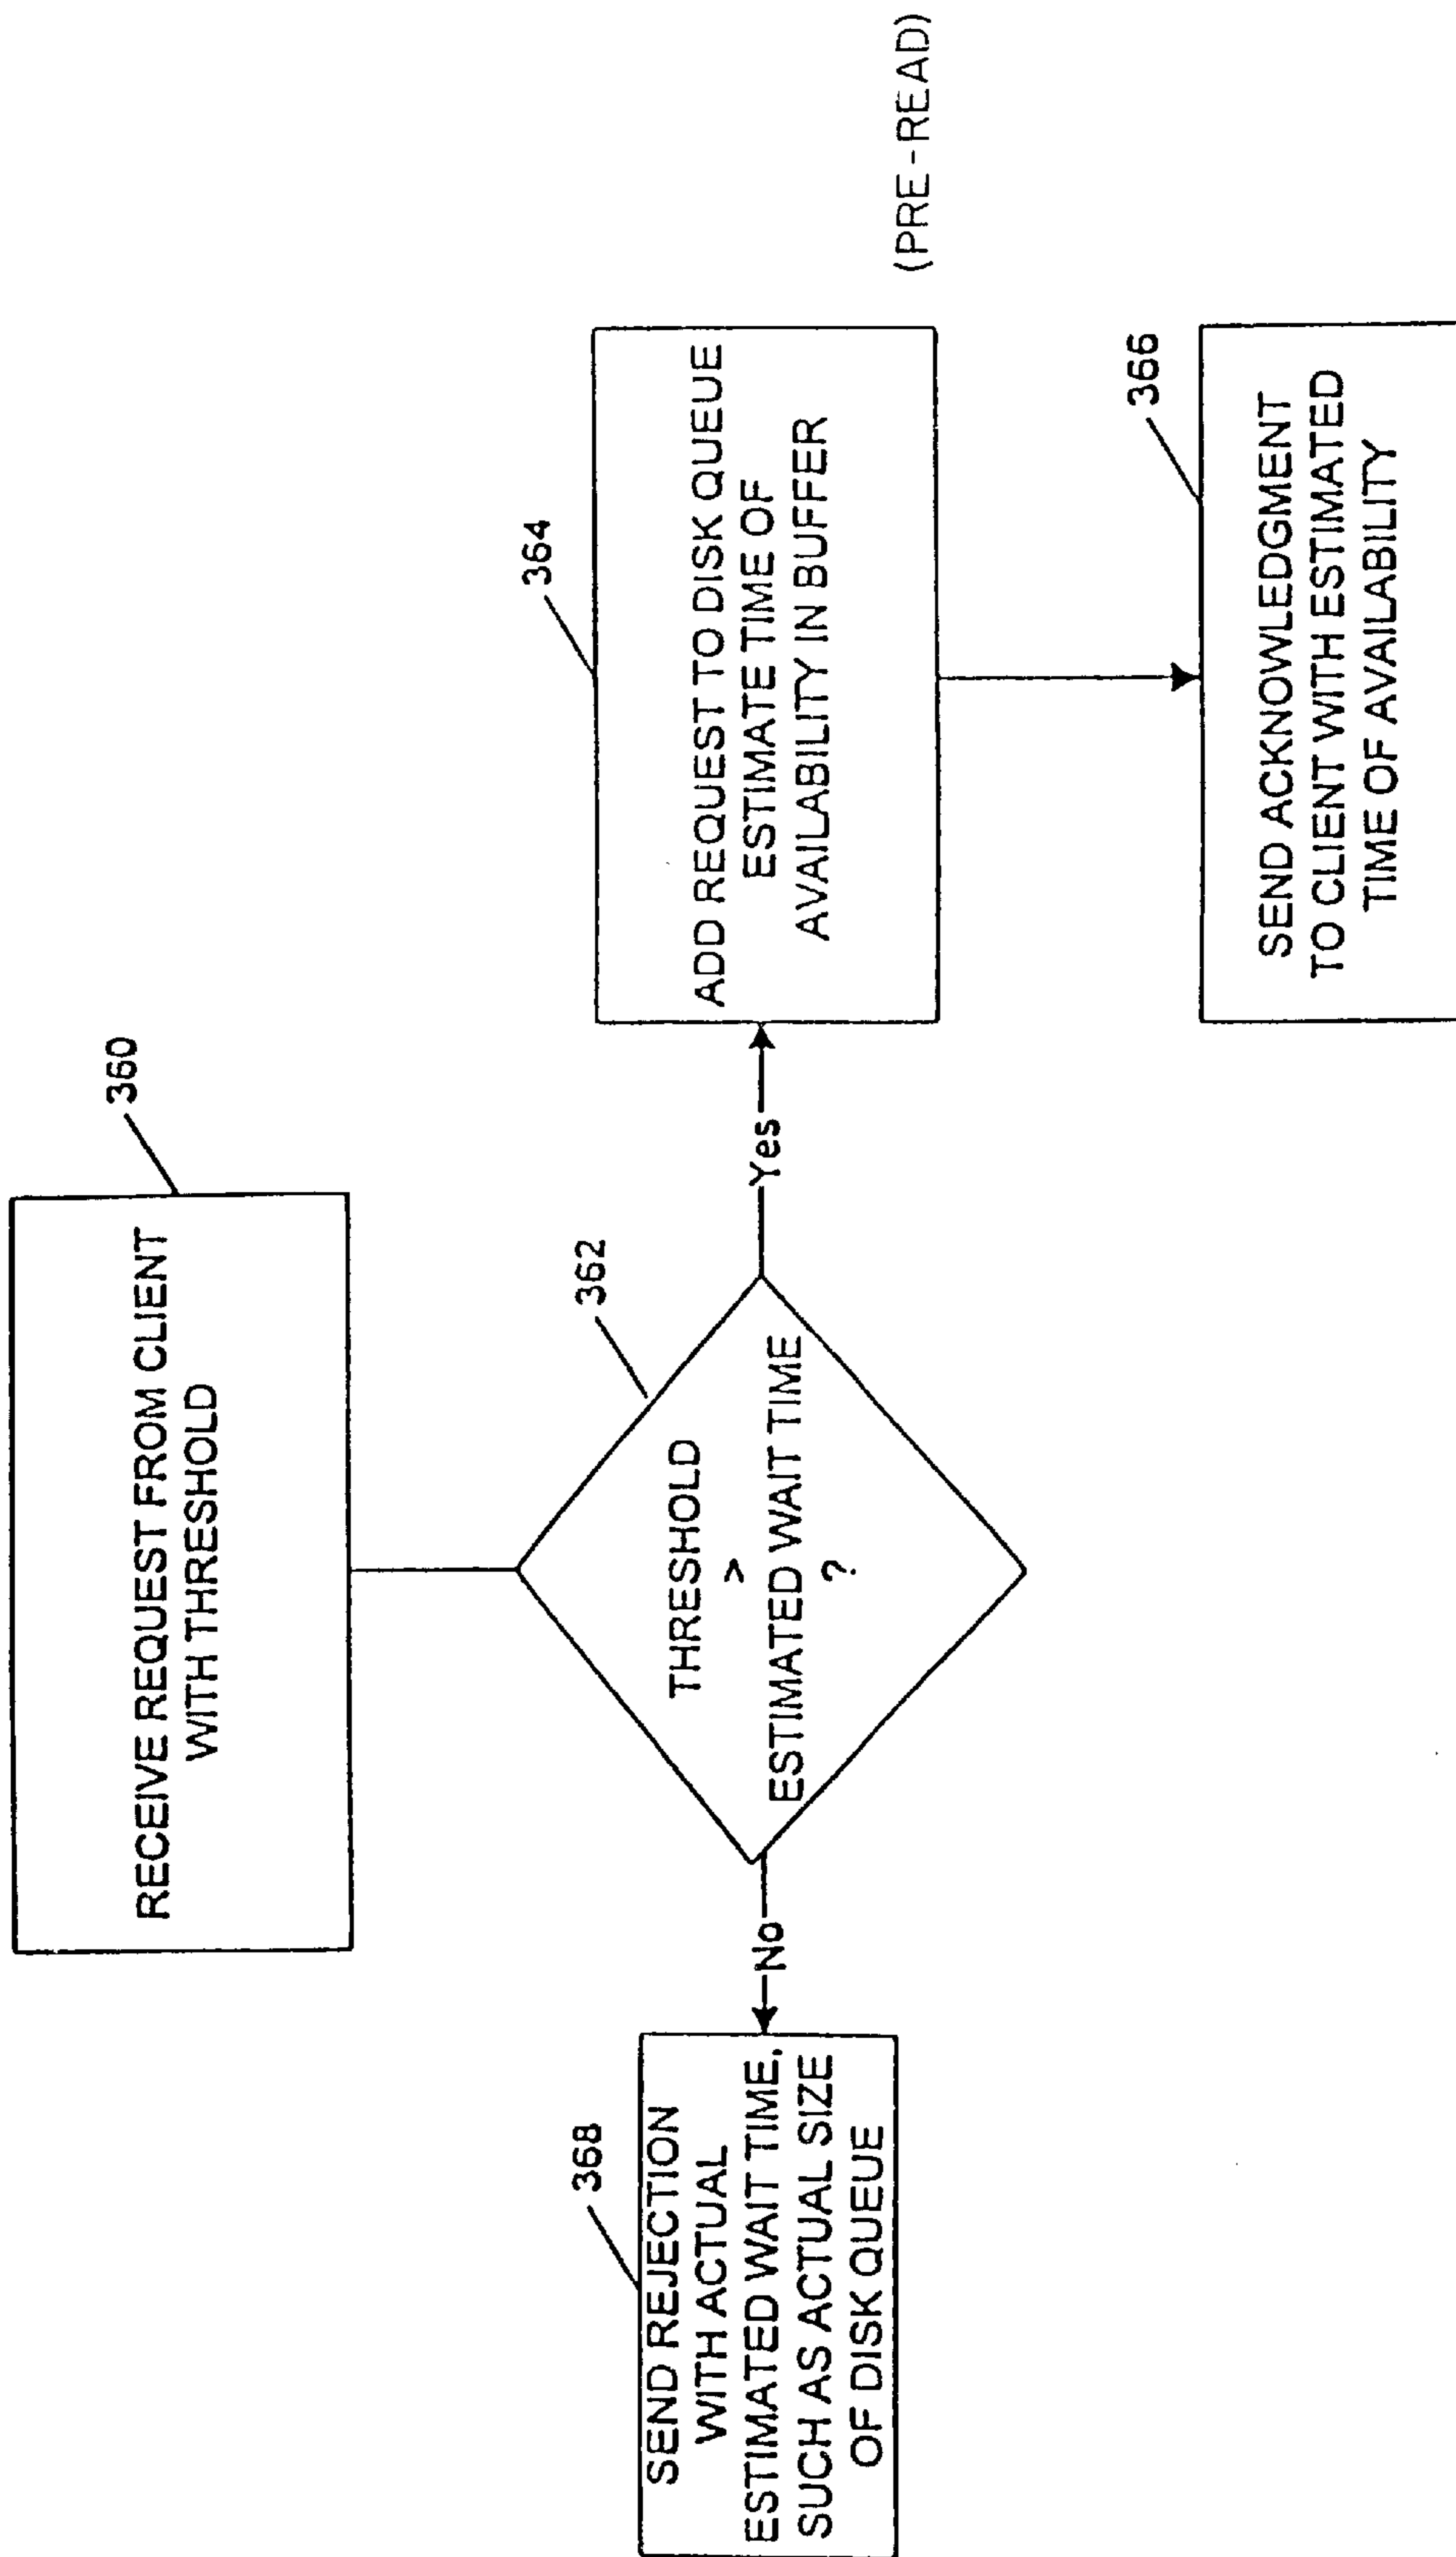 360
RECEIVE REQUEST FROM CLIENT
WITH THRESHOLD
362
THRESHOLD
>
ESTIMATED WAIT TIME
?
No
Yes
368
SEND REJECTION
WITH ACTUAL
ESTIMATED WAIT TIME,
SUCH AS ACTUAL SIZE
OF DISK QUEUE
364
ADD REQUEST TO DISK QUEUE
ESTIMATE TIME OF
AVAILABILITY IN BUFFER
(PRE-READ)
366
SEND ACKNOWLEDGMENT
TO CLIENT WITH ESTIMATED
TIME OF AVAILABILITY